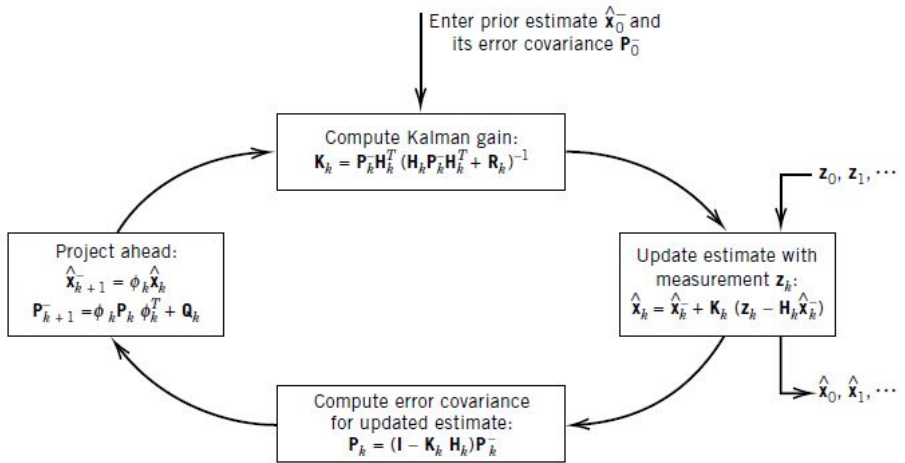 Enter prior estimate x̂₀⁻ and
its error covariance P₀⁻
Compute Kalman gain:
Kₖ = Pₖ⁻Hₖᵀ (HₖPₖ⁻Hₖᵀ + Rₖ)⁻¹
z₀, z₁, ⋯
Update estimate with
measurement zₖ:
x̂ₖ = x̂ₖ⁻ + Kₖ (zₖ − Hₖx̂ₖ⁻)
x̂₀, x̂₁, ⋯
Compute error covariance
for updated estimate:
Pₖ = (I − Kₖ Hₖ)Pₖ⁻
Project ahead:
x̂⁻ₖ₊₁ = ϕₖx̂ₖ
P⁻ₖ₊₁ =ϕₖPₖ ϕₖᵀ + Qₖ